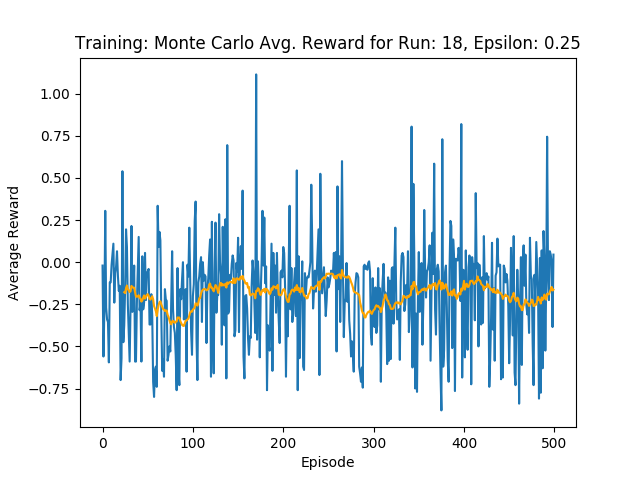 Training: Monte Carlo Avg. Reward for Run: 18, Epsilon: 0.25
1.00
0.75
0.50
0.25
0.00
−0.25
−0.50
−0.75
Average Reward
0 100 200 300 400 500
Episode